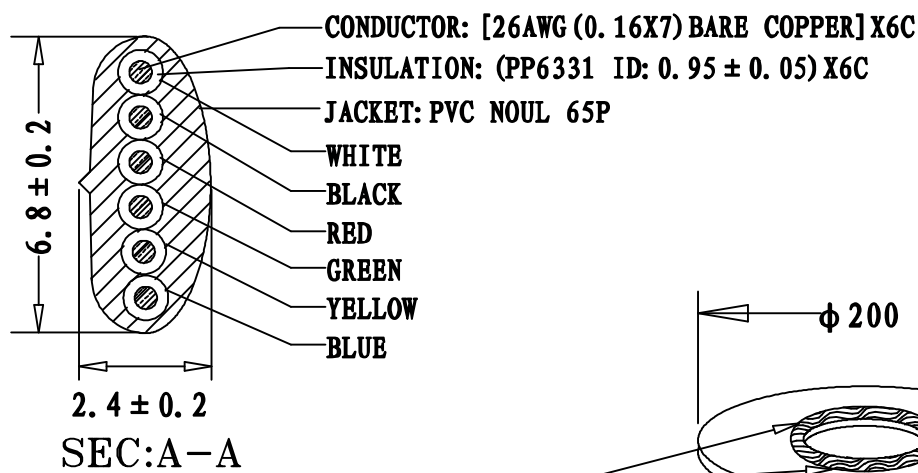 CONDUCTOR: [26AWG(0.16X7)BARE COPPER]X6C
INSULATION: (PP6331 ID:0.95±0.05)X6C
JACKET: PVC NOUL 65P
WHITE
BLACK
RED
GREEN
YELLOW
BLUE
6.8±0.2
2.4±0.2
SEC:A-A
ϕ200